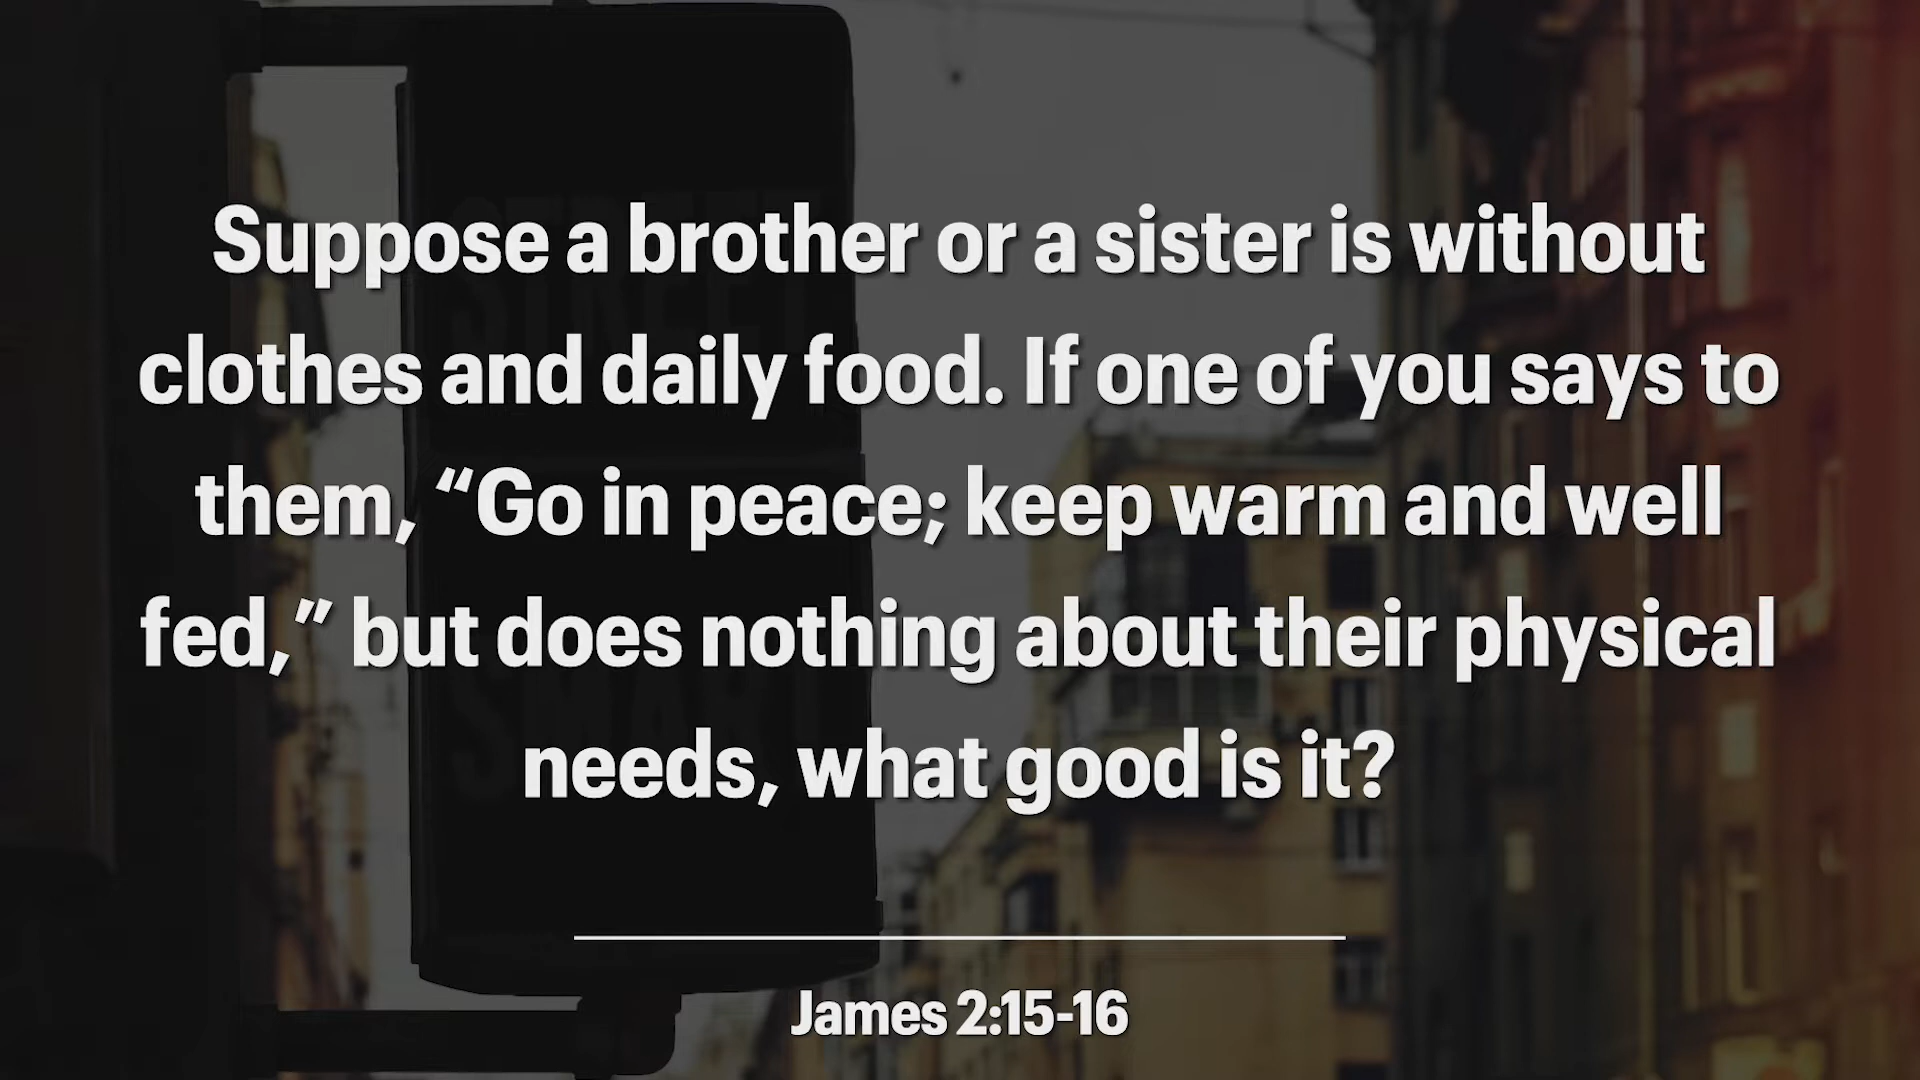 Suppose a brother or a sister is without
clothes and daily food. If one of you says to
them, “Go in peace; keep warm and well
fed,” but does nothing about their physical
needs, what good is it?
James 2:15-16